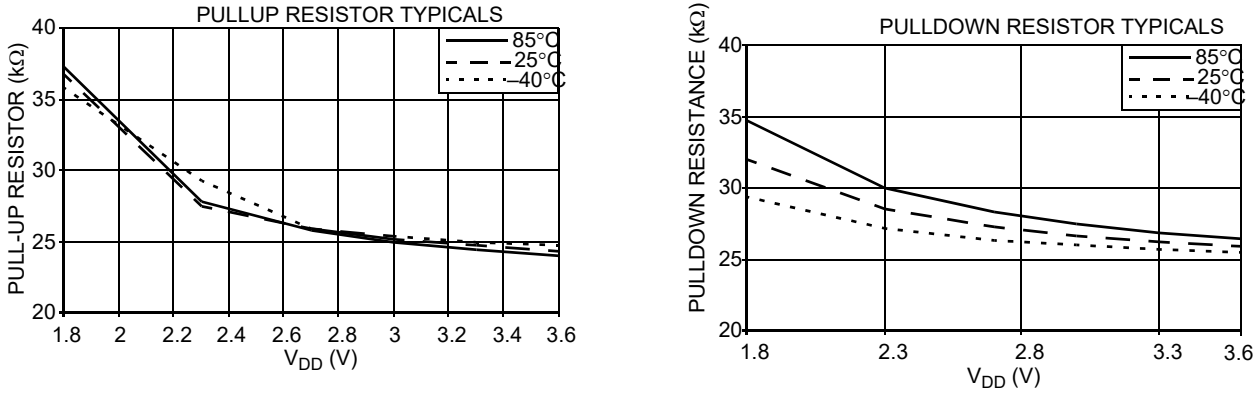 PULLUP RESISTOR TYPICALS
PULL-UP RESISTOR (kΩ)
40
35
30
25
20
85°C
25°C
–40°C
1.8 2 2.2 2.4 2.6 2.8 3 3.2 3.4 3.6
VDD (V)
PULLDOWN RESISTOR TYPICALS
PULLDOWN RESISTANCE (kΩ)
40
35
30
25
20
85°C
25°C
–40°C
1.8 2.3 2.8 3.3 3.6
VDD (V)